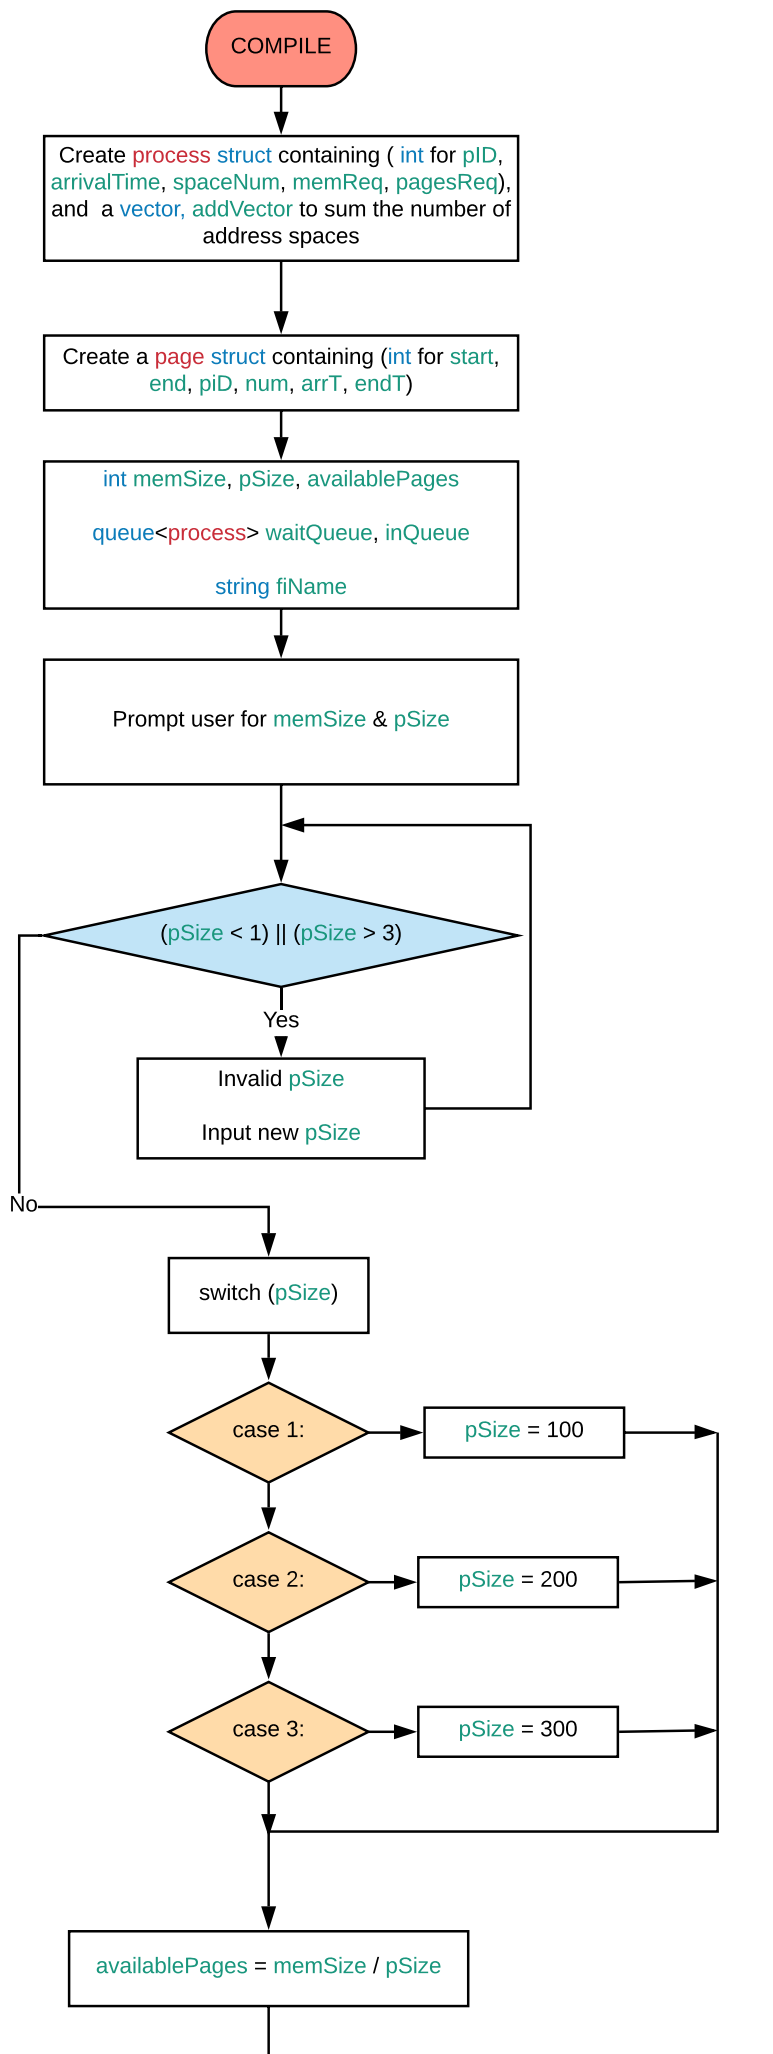 COMPILE
Create process struct containing ( int for pID,
arrivalTime, spaceNum, memReq, pagesReq),
and  a vector, addVector to sum the number of
address spaces
Create a page struct containing (int for start,
end, piD, num, arrT, endT)
int memSize, pSize, availablePages
queue<process> waitQueue, inQueue
string fiName
Prompt user for memSize & pSize
(pSize < 1) || (pSize > 3)
Yes
Invalid pSize
Input new pSize
No
switch (pSize)
case 1:
pSize = 100
case 2:
pSize = 200
case 3:
pSize = 300
availablePages = memSize / pSize